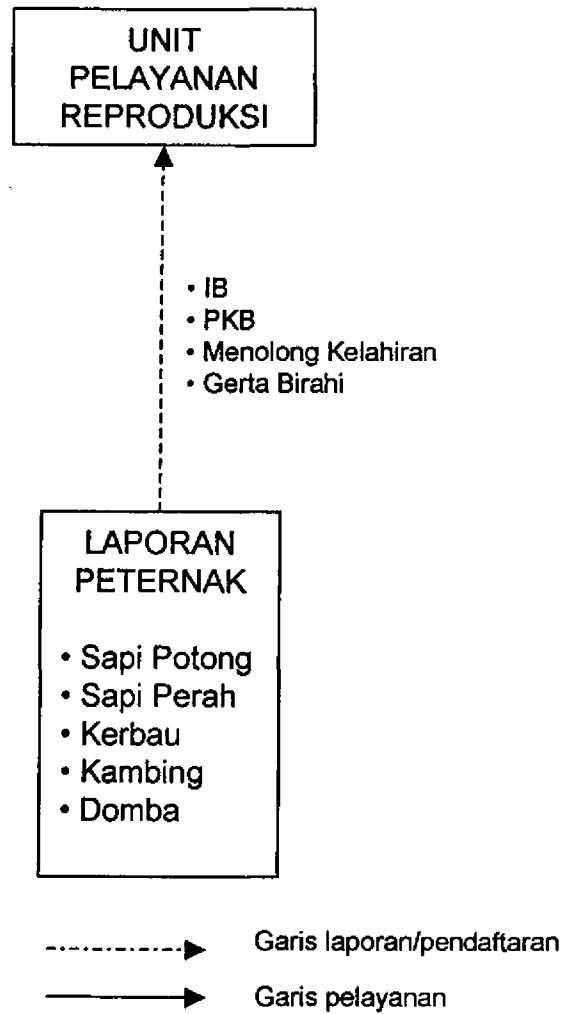 UNIT
PELAYANAN
REPRODUKSI
• IB
• PKB
• Menolong Kelahiran
• Gerta Birahi
LAPORAN
PETERNAK
• Sapi Potong
• Sapi Perah
• Kerbau
• Kambing
• Domba
Garis laporan/pendaftaran
Garis pelayanan